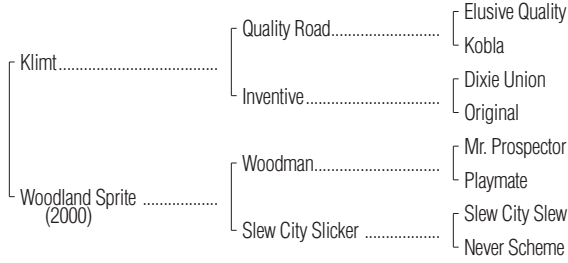 Elusive Quality
Quality Road
Kobla
Klimt
Dixie Union
Inventive
Original
Mr. Prospector
Woodman
Playmate
Woodland Sprite
(2000)
Slew City Slew
Slew City Slicker
Never Scheme